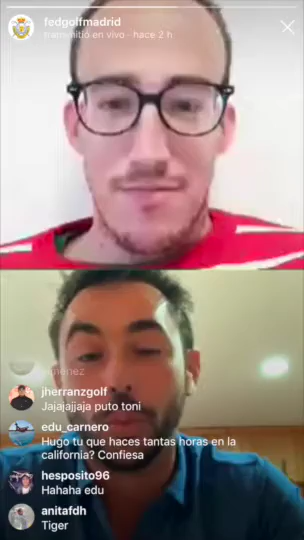 fedgolfmadrid
transmitió en vivo · hace 2 h
jherranzgolf
Jajajajjaja puto toni
edu_carnero
Hugo tu que haces tantas horas en la
california? Confiesa
hesposito96
Hahaha edu
anitafdh
Tiger